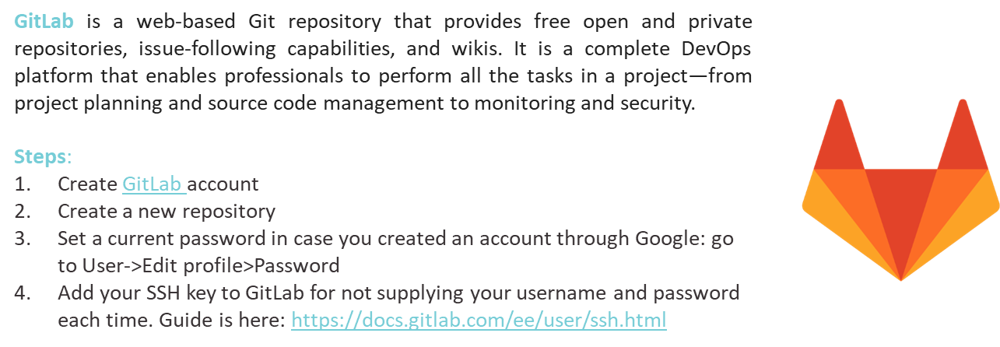 GitLab is a web-based Git repository that provides free open and private
repositories, issue-following capabilities, and wikis. It is a complete DevOps
platform that enables professionals to perform all the tasks in a project—from
project planning and source code management to monitoring and security.
Steps:
1. Create GitLab account
2. Create a new repository
3. Set a current password in case you created an account through Google: go
to User->Edit profile>Password
4. Add your SSH key to GitLab for not supplying your username and password
each time. Guide is here: https://docs.gitlab.com/ee/user/ssh.html